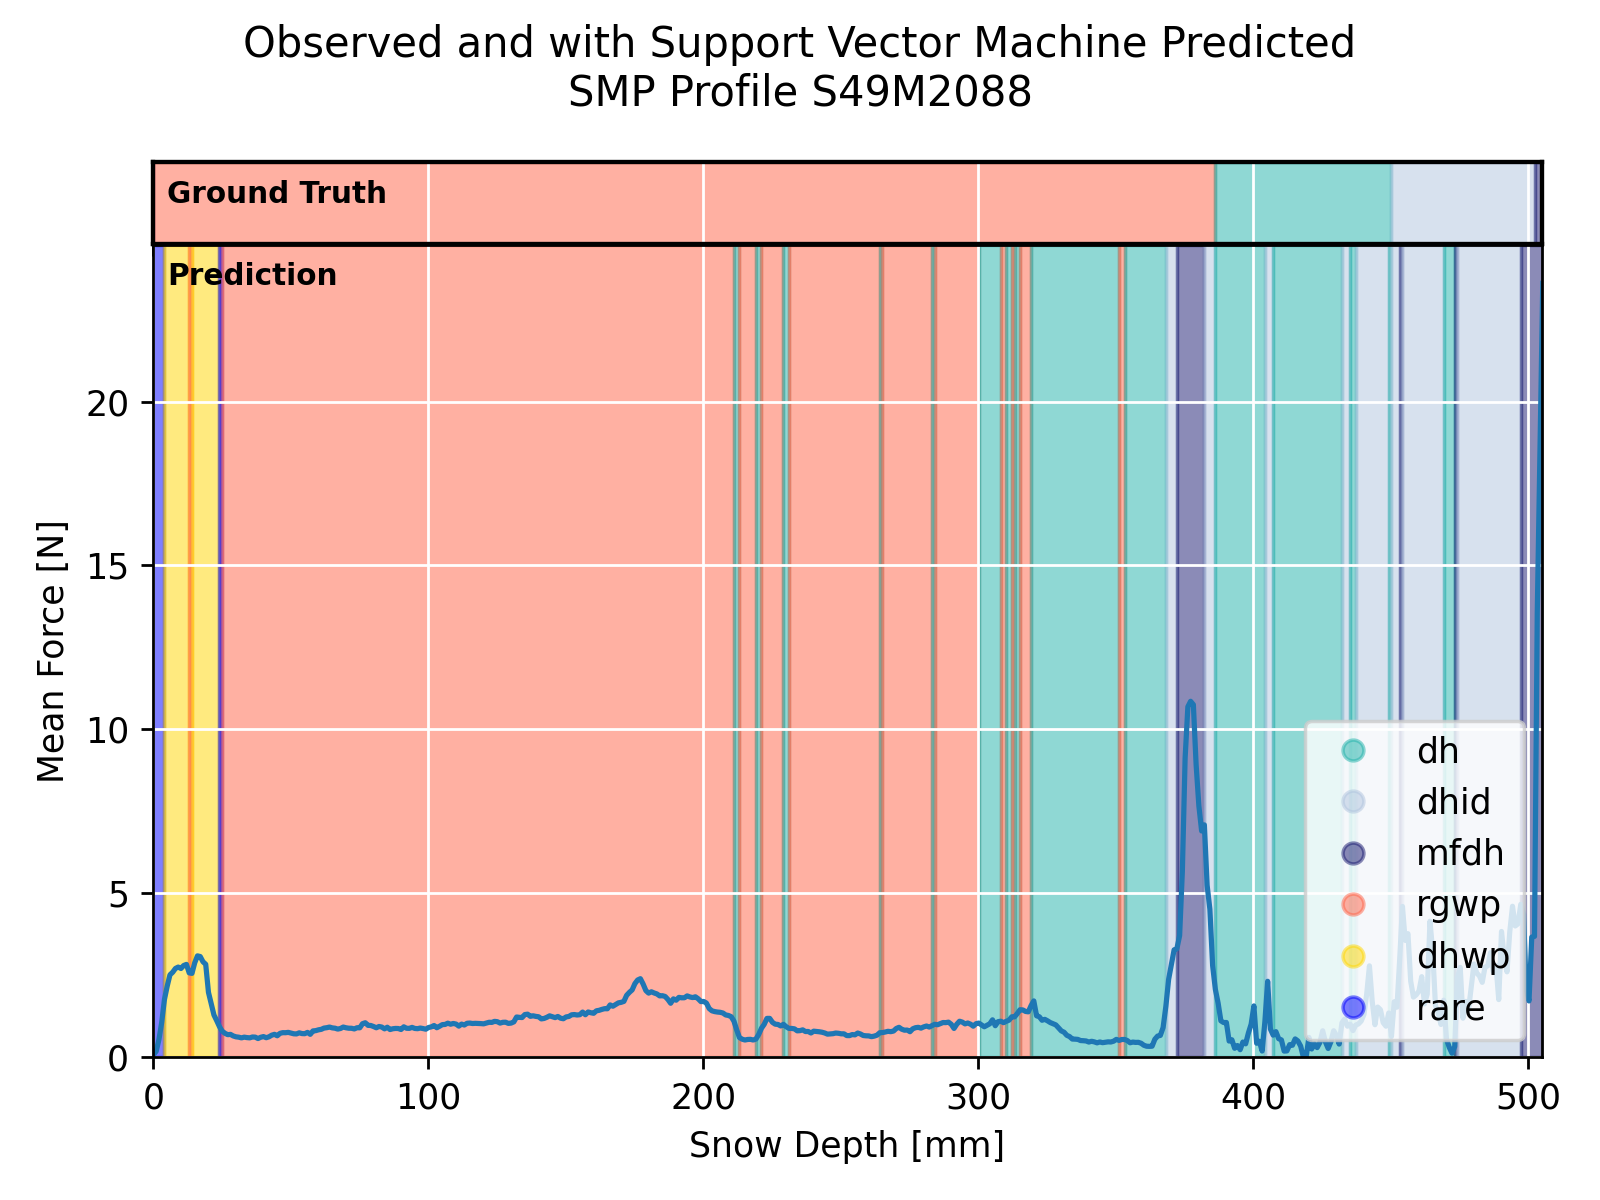 Observed and with Support Vector Machine Predicted
SMP Profile S49M2088
Ground Truth
Prediction
Mean Force [N]
20
15
10
5
0
0 100 200 300 400 500
Snow Depth [mm]
dh
dhid
mfdh
rgwp
dhwp
rare